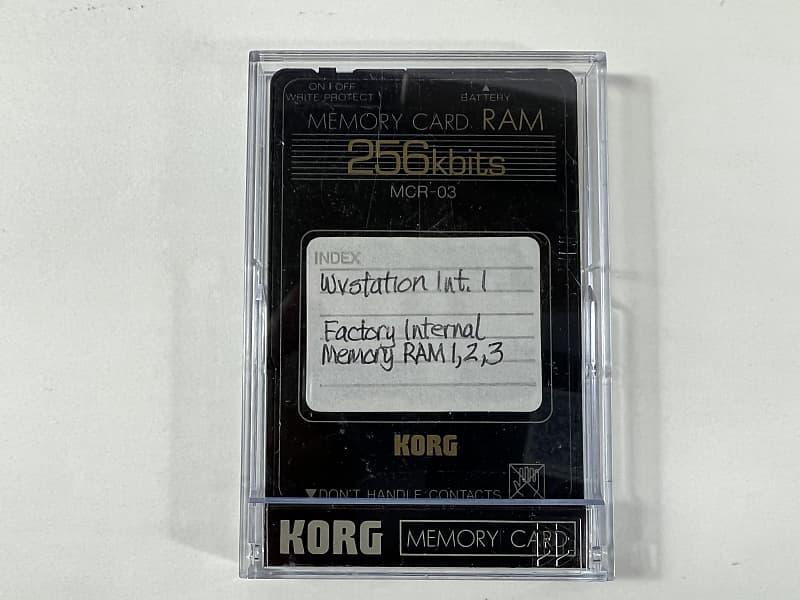 ON | OFF
WRITE PROTECT
▲
BATTERY
MEMORY CARD RAM
256kbits
MCR-03
INDEX
Wvstation Int. 1
Factory Internal
Memory RAM 1,2,3
KORG
▼DON'T HANDLE CONTACTS
KORG MEMORY CARD